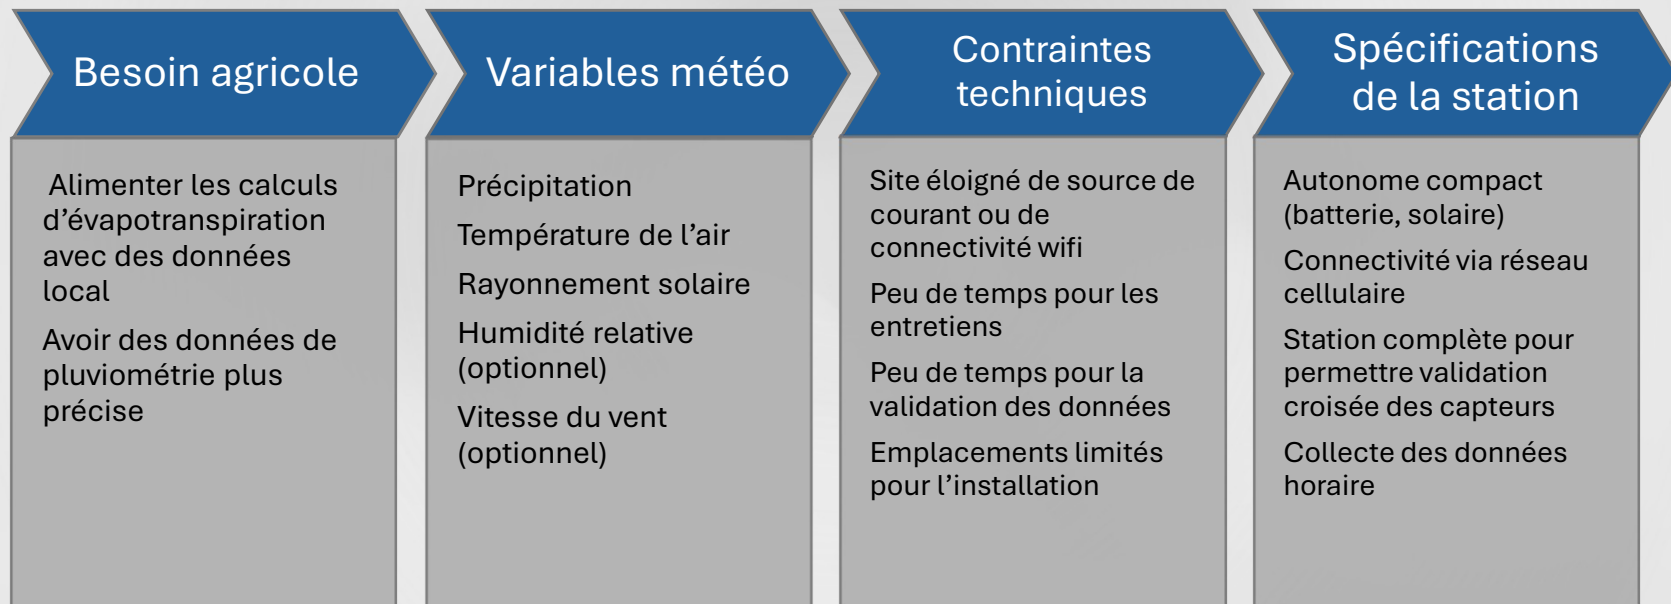 Besoin agricole
Alimenter les calculs
d’évapotranspiration
avec des données
local
Avoir des données de
pluviométrie plus
précise
Variables météo
Précipitation
Température de l’air
Rayonnement solaire
Humidité relative
(optionnel)
Vitesse du vent
(optionnel)
Contraintes
techniques
Site éloigné de source de
courant ou de
connectivité wifi
Peu de temps pour les
entretiens
Peu de temps pour la
validation des données
Emplacements limités
pour l’installation
Spécifications
de la station
Autonome compact
(batterie, solaire)
Connectivité via réseau
cellulaire
Station complète pour
permettre validation
croisée des capteurs
Collecte des données
horaire